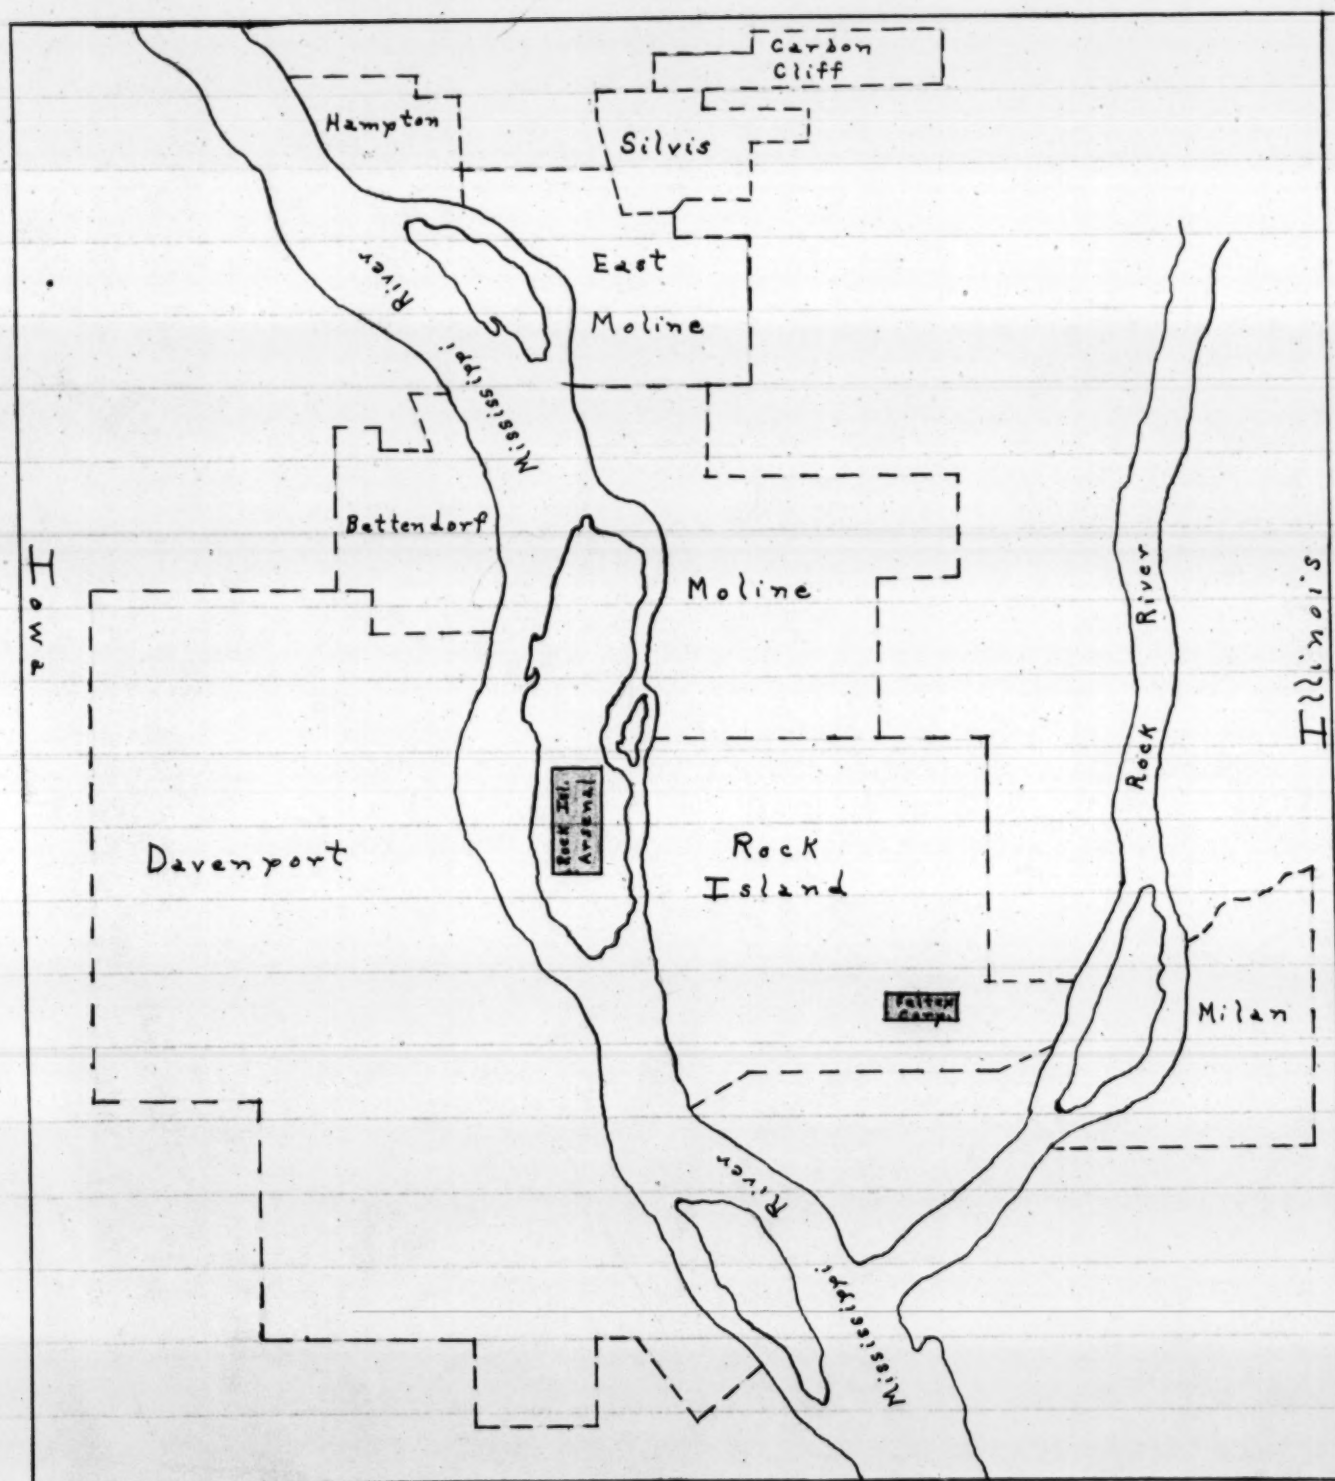 Carbon
Cliff
Hampton
Silvis
East
Moline
River
Mississippi
Bettendorf
Iowa
Moline
River
Rock
Illinois
Rock Isl.
Arsenal
Davenport
Rock
Island
Camp
Milan
River
Mississippi